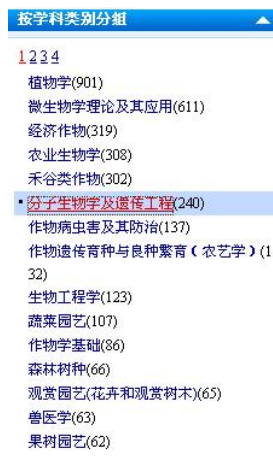 按学科类别分组
1 2 3 4
植物学(901)
微生物学理论及其应用(611)
经济作物(319)
农业生物学(308)
禾谷类作物(302)
分子生物学及遗传工程(240)
作物病虫害及其防治(137)
作物遗传育种与良种繁育(农艺学)(1
32)
生物工程学(123)
蔬菜园艺(107)
作物学基础(86)
森林树种(66)
观赏园艺(花卉和观赏树木)(65)
兽医学(63)
果树园艺(62)